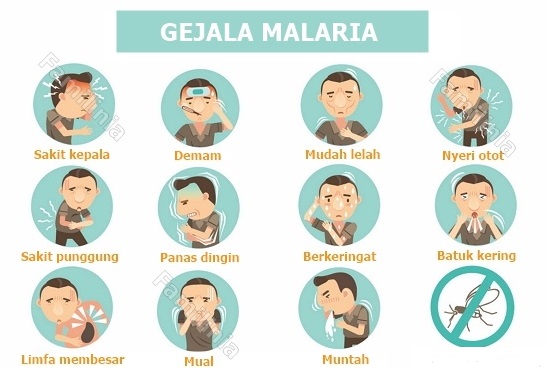 GEJALA MALARIA
Sakit kepala
Demam
Mudah lelah
Nyeri otot
Sakit punggung
Panas dingin
Berkeringat
Batuk kering
Limfa membesar
Mual
Muntah